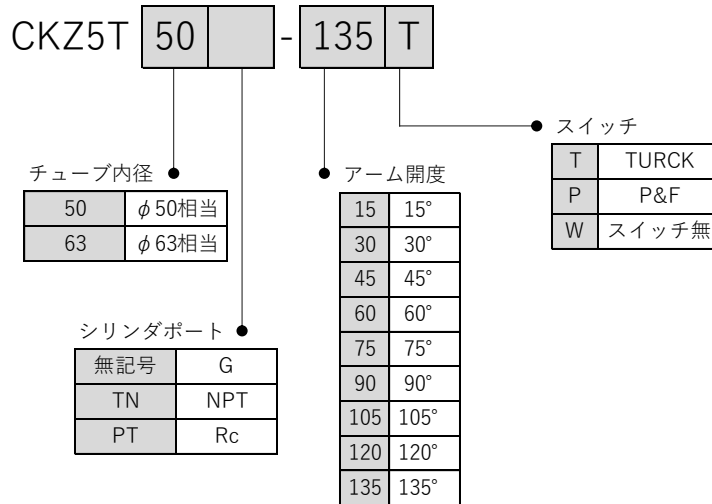 CKZ5T 50 - 135 T
スイッチ
T TURCK
P P&F
W スイッチ無
チューブ内径
50 φ50相当
63 φ63相当
アーム開度
15 15°
30 30°
45 45°
60 60°
75 75°
90 90°
105 105°
120 120°
135 135°
シリンダポート
無記号 G
TN NPT
PT Rc